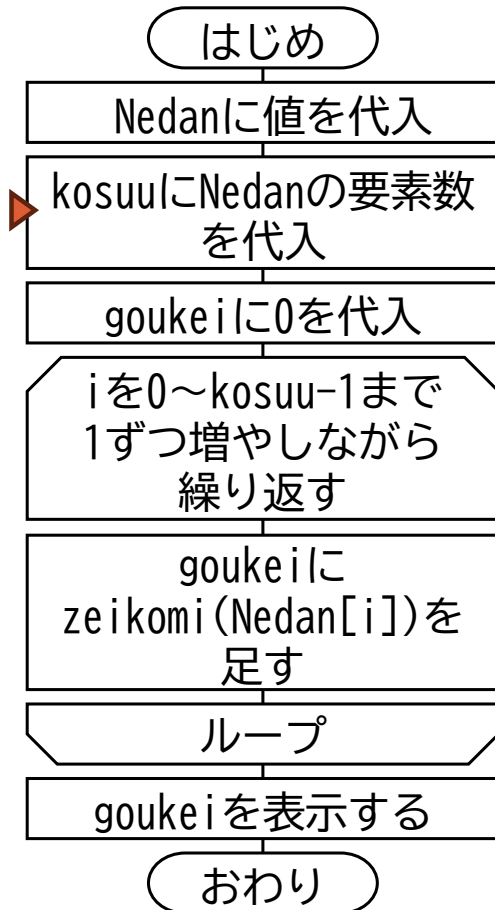 はじめ
Nedanに値を代入
kosuuにNedanの要素数
を代入
goukeiに0を代入
iを0〜kosuu-1まで
1ずつ増やしながら
繰り返す
goukeiに
zeikomi(Nedan[i])を
足す
ループ
goukeiを表示する
おわり